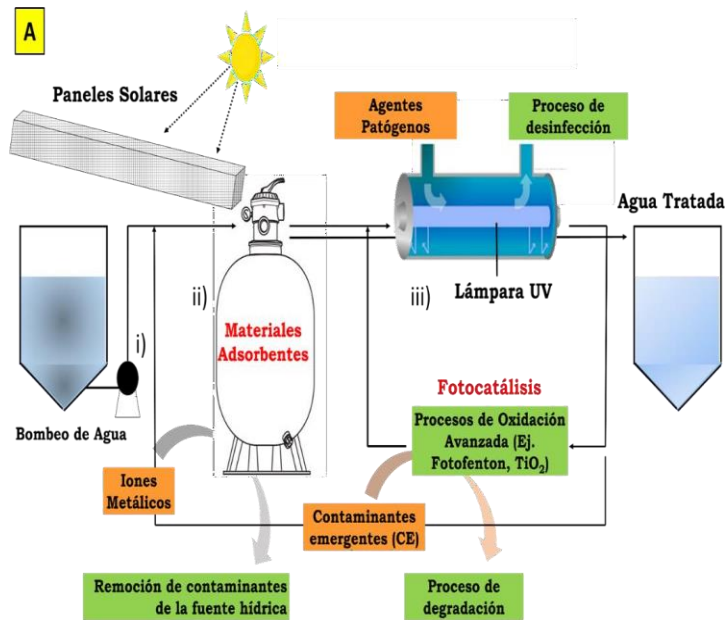 A
Paneles Solares
Agentes
Patógenos
Proceso de
desinfección
Agua Tratada
i)
ii)
iii)
Lámpara UV
Materiales
Adsorbentes
Bombeo de Agua
Fotocatálisis
Procesos de Oxidación
Avanzada (Ej.
Fotofenton, TiO₂)
Iones
Metálicos
Contaminantes
emergentes (CE)
Remoción de contaminantes
de la fuente hídrica
Proceso de
degradación